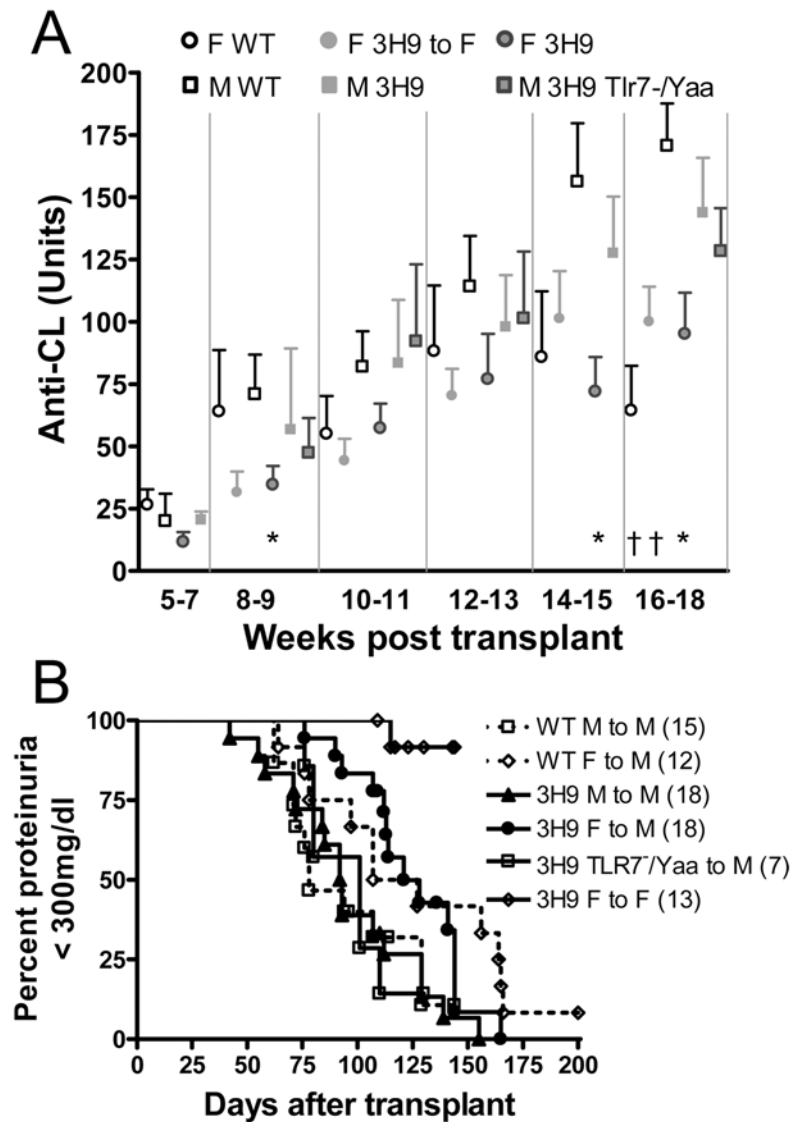 A
F WT F 3H9 to F F 3H9
M WT M 3H9 M 3H9 Tlr7-/Yaa
200
175
150
125
100
75
50
25
0
Anti-CL (Units)
* * † † *
5-7 8-9 10-11 12-13 14-15 16-18
Weeks post transplant
B
100
75
50
25
0
Percent proteinuria
< 300mg/dl
WT M to M (15)
WT F to M (12)
3H9 M to M (18)
3H9 F to M (18)
3H9 TLR7⁻/Yaa to M (7)
3H9 F to F (13)
0 25 50 75 100 125 150 175 200
Days after transplant